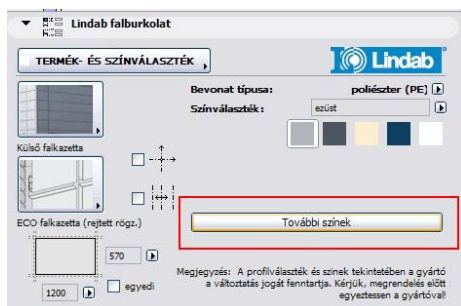 Lindab falburkolat
TERMÉK- ÉS SZÍNVÁLASZTÉK
Lindab
Bevonat típusa: poliészter (PE)
Színválaszték: ezüst
Külső falkazetta
További színek
ECO falkazetta (rejtett rögz.)
570
1200
egyedi
Megjegyzés: A profilválaszték és szinek tekintetében a gyártó
a változtatás jogát fenntartja. Kérjük, megrendelés előtt
egyeztessen a gyártóval!